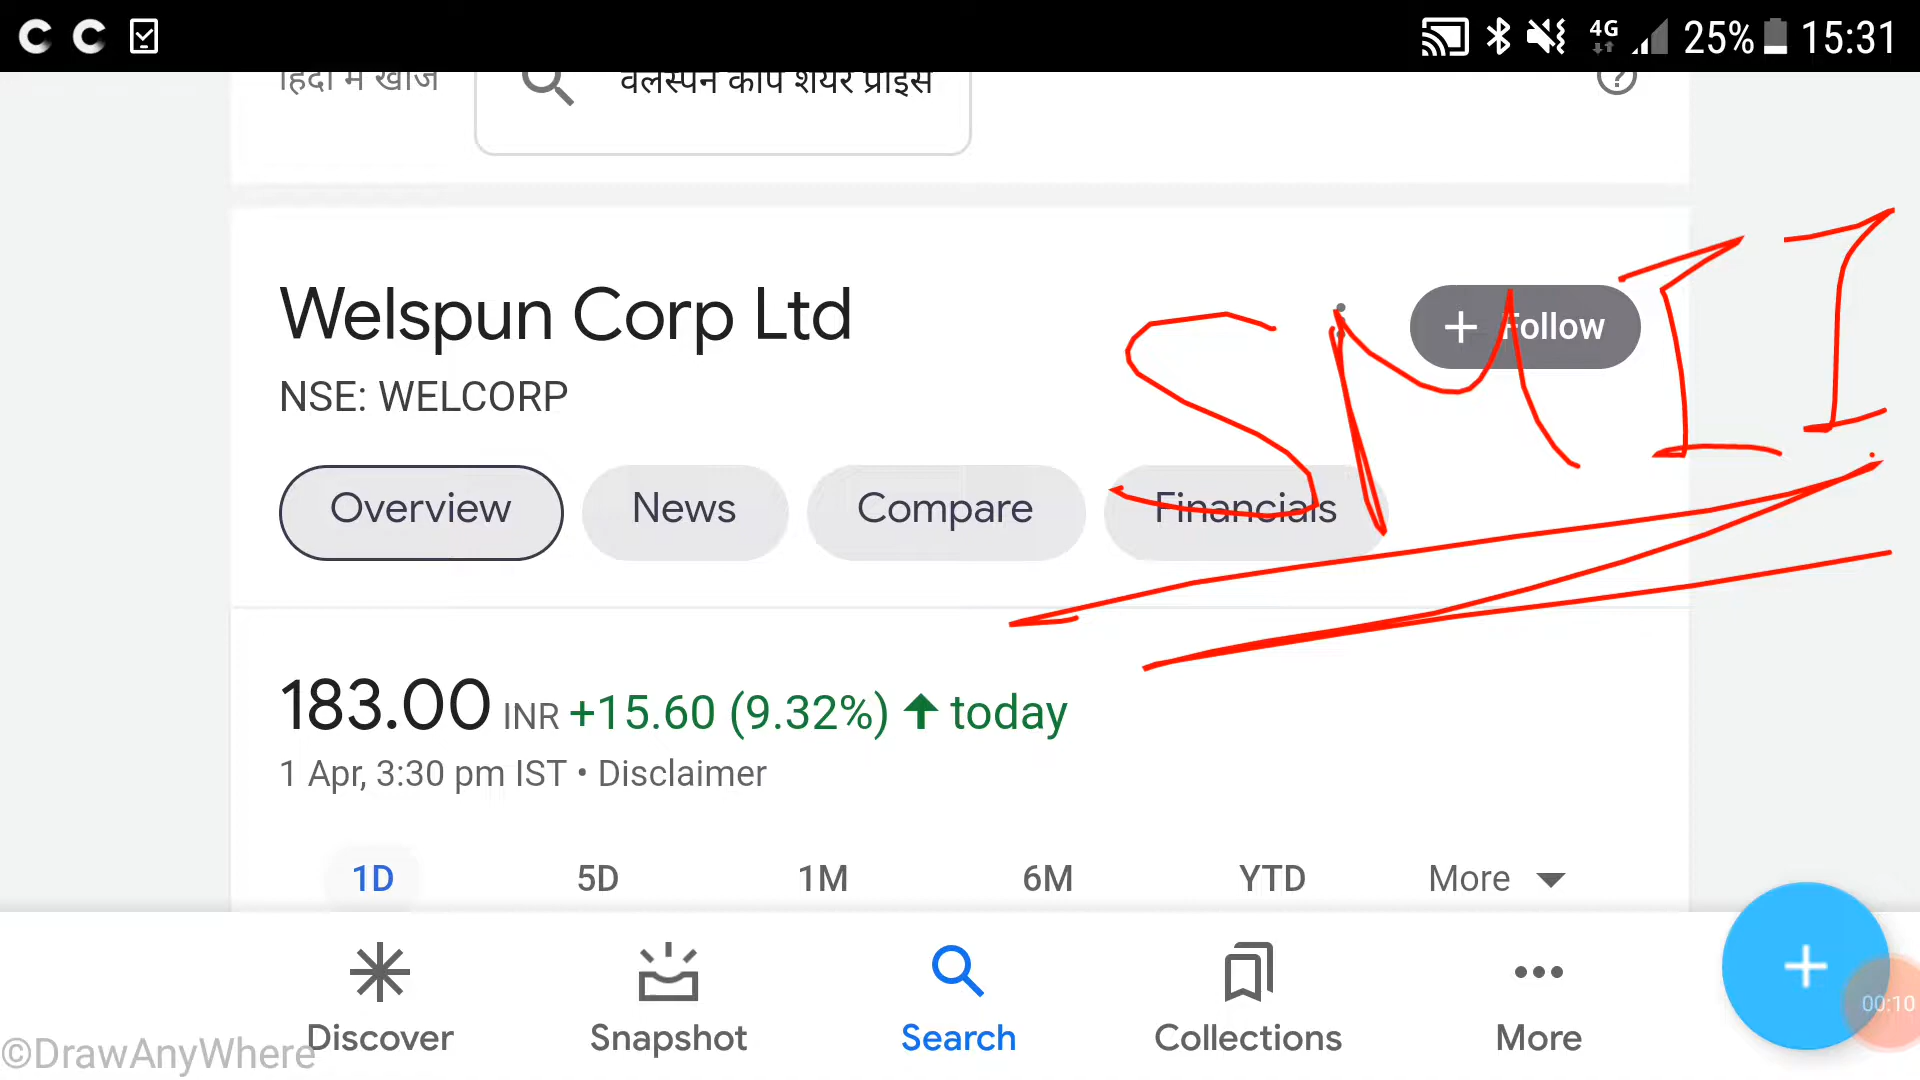 25% 15:31
4G
हिंदी में खोजें
वेलस्पन कॉर्प शेयर प्राइस
Welspun Corp Ltd
+ Follow
SMII
NSE: WELCORP
Overview News Compare Financials
183.00 INR +15.60 (9.32%) ↑ today
1 Apr, 3:30 pm IST • Disclaimer
1D 5D 1M 6M YTD More
00:10
Discover Snapshot Search Collections More
©DrawAnyWhere